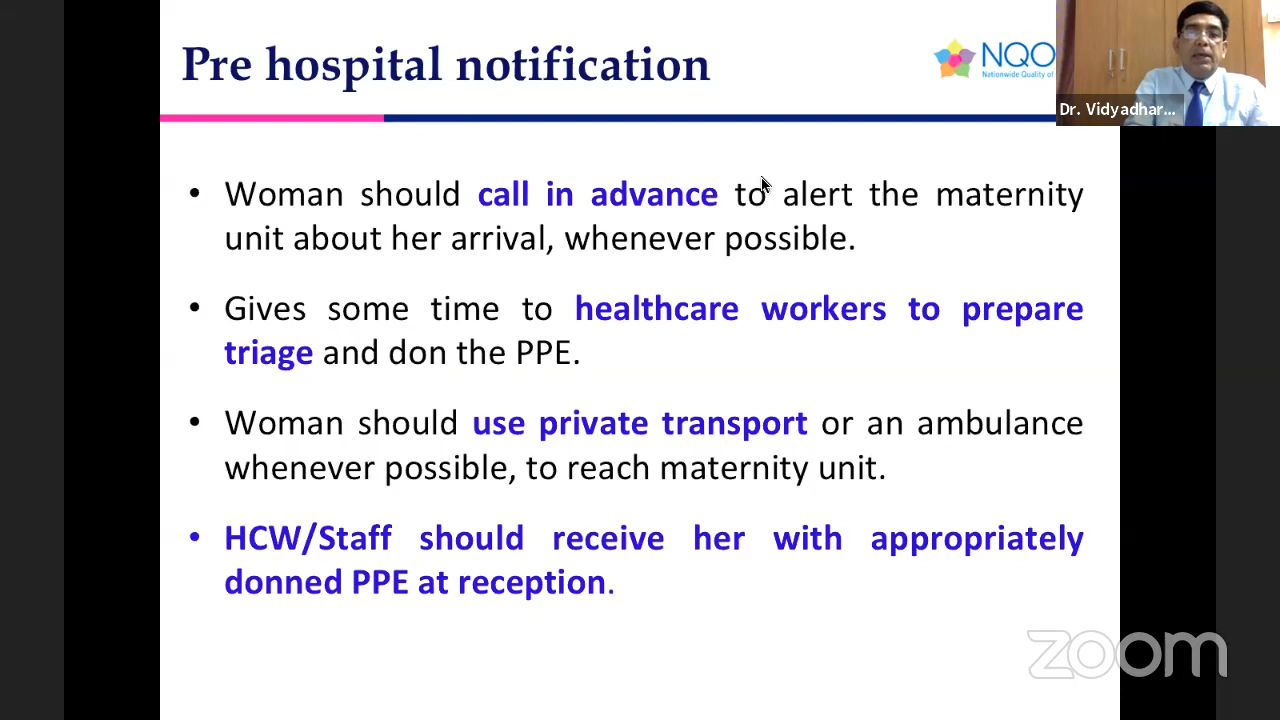 Pre hospital notification
NQO
Nationwide Quality of
Dr. Vidyadhar...
• Woman should call in advance to alert the maternity
unit about her arrival, whenever possible.
• Gives some time to healthcare workers to prepare
triage and don the PPE.
• Woman should use private transport or an ambulance
whenever possible, to reach maternity unit.
• HCW/Staff should receive her with appropriately
donned PPE at reception.
zoom